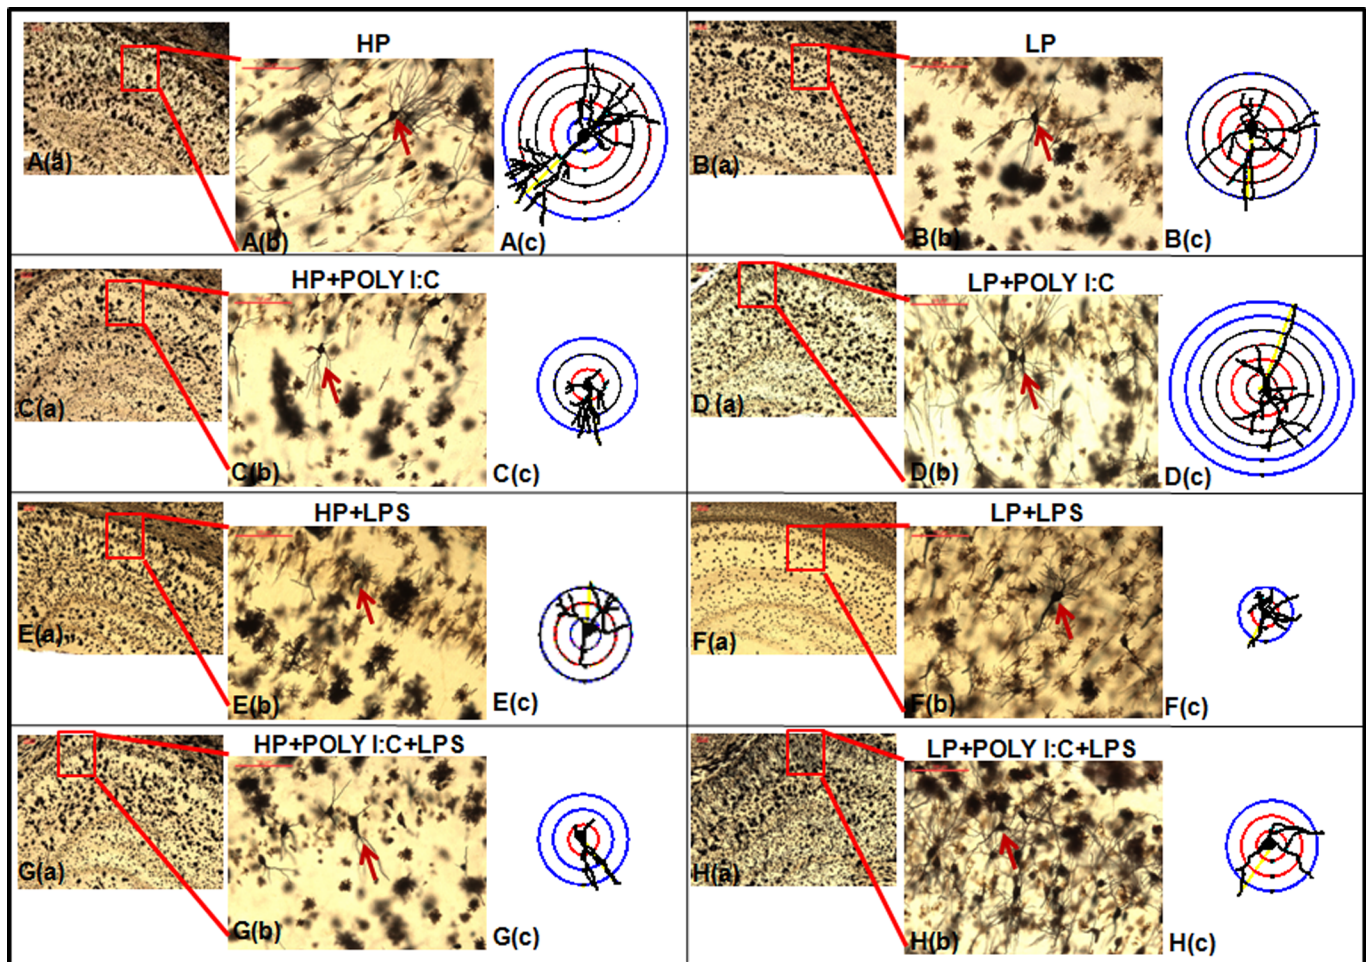 HP
A(a)
A(b)
A(c)
LP
B(a)
B(b)
B(c)
HP+POLY I:C
C(a)
C(b)
C(c)
LP+POLY I:C
D (a)
D(b)
D(c)
HP+LPS
E(a)
E(b)
E(c)
LP+LPS
F(a)
F(b)
F(c)
HP+POLY I:C+LPS
G(a)
G(b)
G(c)
LP+POLY I:C+LPS
H(a)
H(b)
H(c)